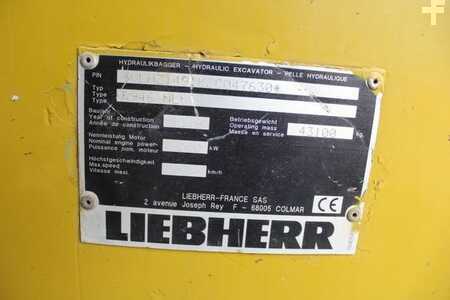 HYDRAULIKBAGGER - HYDRAULIC EXCAVATOR - PELLE HYDRAULIQUE
PIN
Typ
Type
Type
Baujahr
Year of construction
Année de construction
Betriebsgewicht
Operating mass
Masse en service
43100 kg
Nennleistung Motor
Nominal engine power
Puissance nom. moteur
kW
Höchstgeschwindigkeit
Max. speed
Vitesse maxi.
km/h
LIEBHERR-FRANCE SAS
2 avenue Joseph Rey F - 68005 COLMAR
CE
LIEBHERR
F